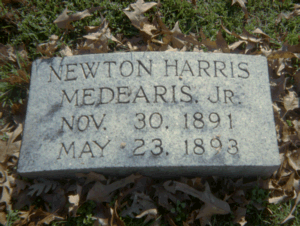 NEWTON HARRIS
MEDEARIS, JR.
NOV. 30, 1891
MAY 23, 1893